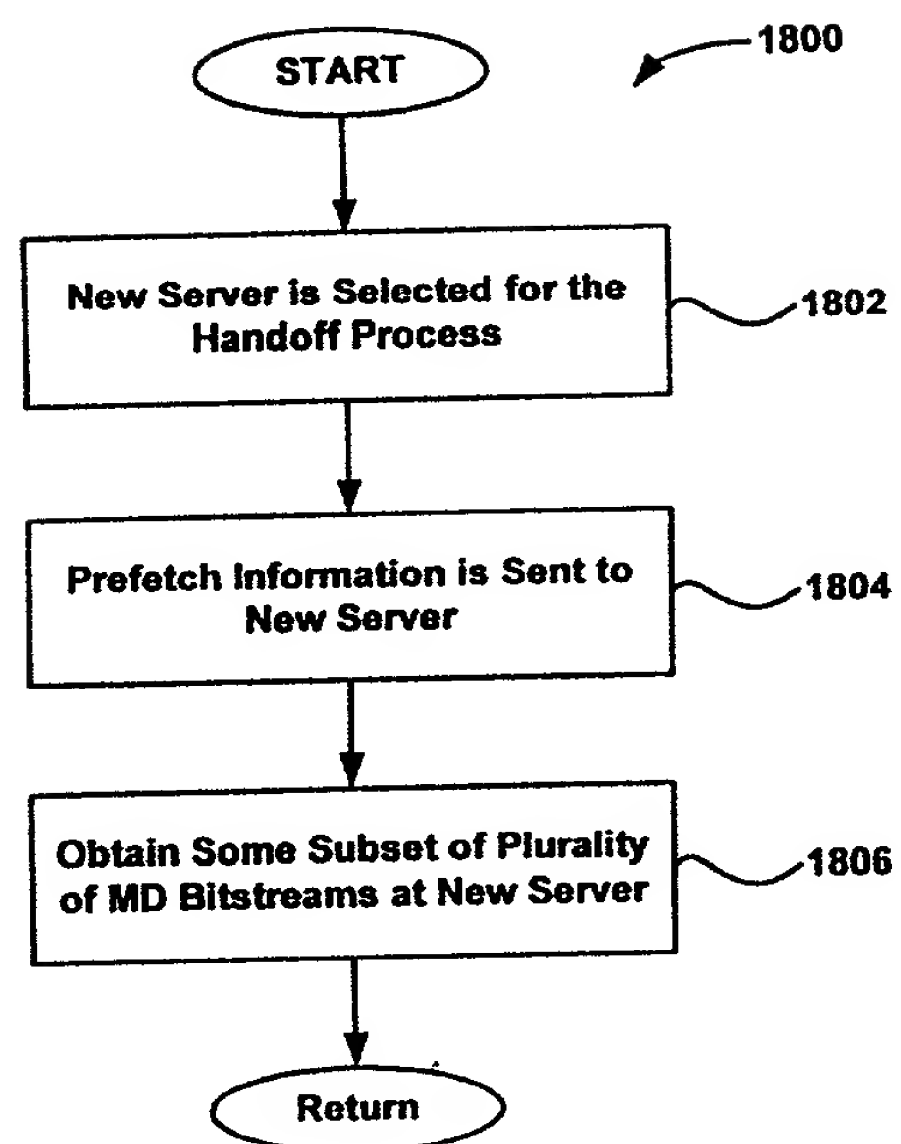 1800
START
New Server is Selected for the
Handoff Process
1802
Prefetch Information is Sent to
New Server
1804
Obtain Some Subset of Plurality
of MD Bitstreams at New Server
1806
Return